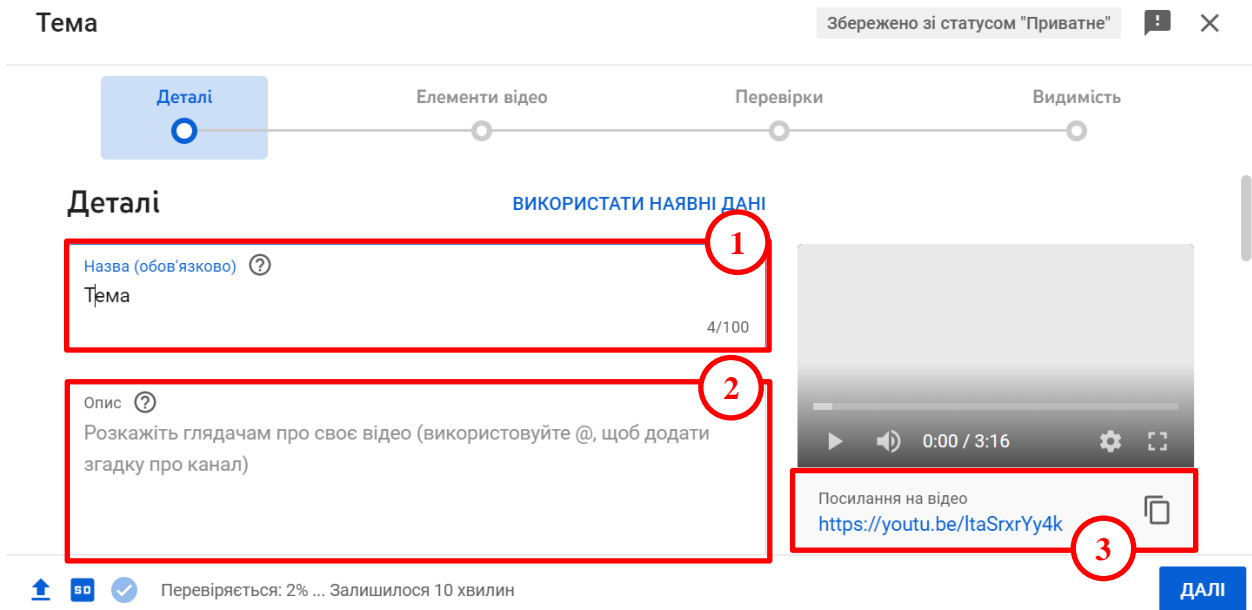 Тема
Збережено зі статусом "Приватне"
Деталі
Елементи відео
Перевірки
Видимість
Деталі
ВИКОРИСТАТИ НАЯВНІ ДАНІ
1
Назва (обов'язково)
Тема
4/100
2
Опис
Розкажіть глядачам про своє відео (використовуйте @, щоб додати
згадку про канал)
0:00 / 3:16
Посилання на відео
https://youtu.be/ltaSrxrYy4k
3
SD
Перевіряється: 2% ... Залишилося 10 хвилин
ДАЛІ